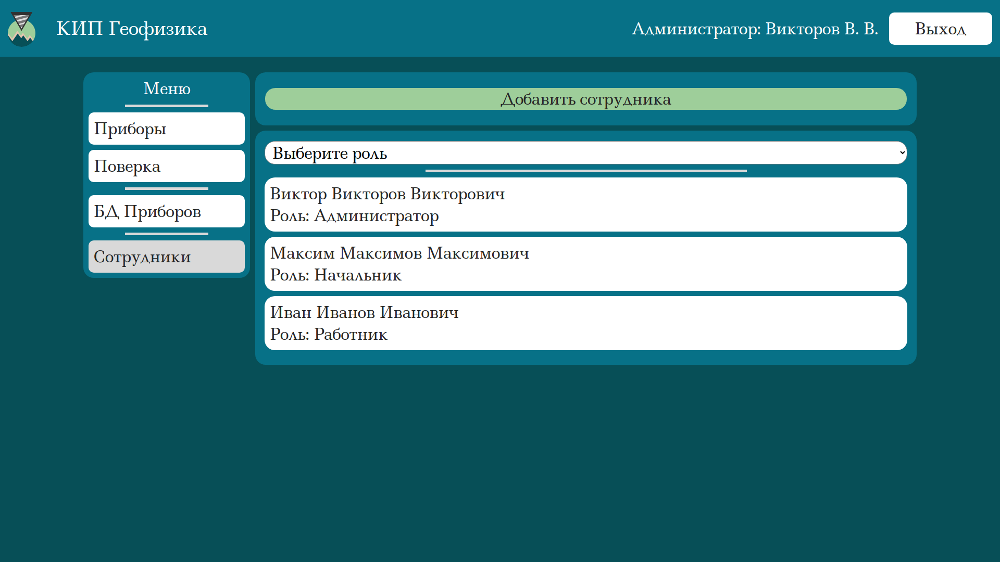 КИП Геофизика
Администратор: Викторов В. В.
Выход
Меню
Приборы
Поверка
БД Приборов
Сотрудники
Добавить сотрудника
Выберите роль
Виктор Викторов Викторович
Роль: Администратор
Максим Максимов Максимович
Роль: Начальник
Иван Иванов Иванович
Роль: Работник